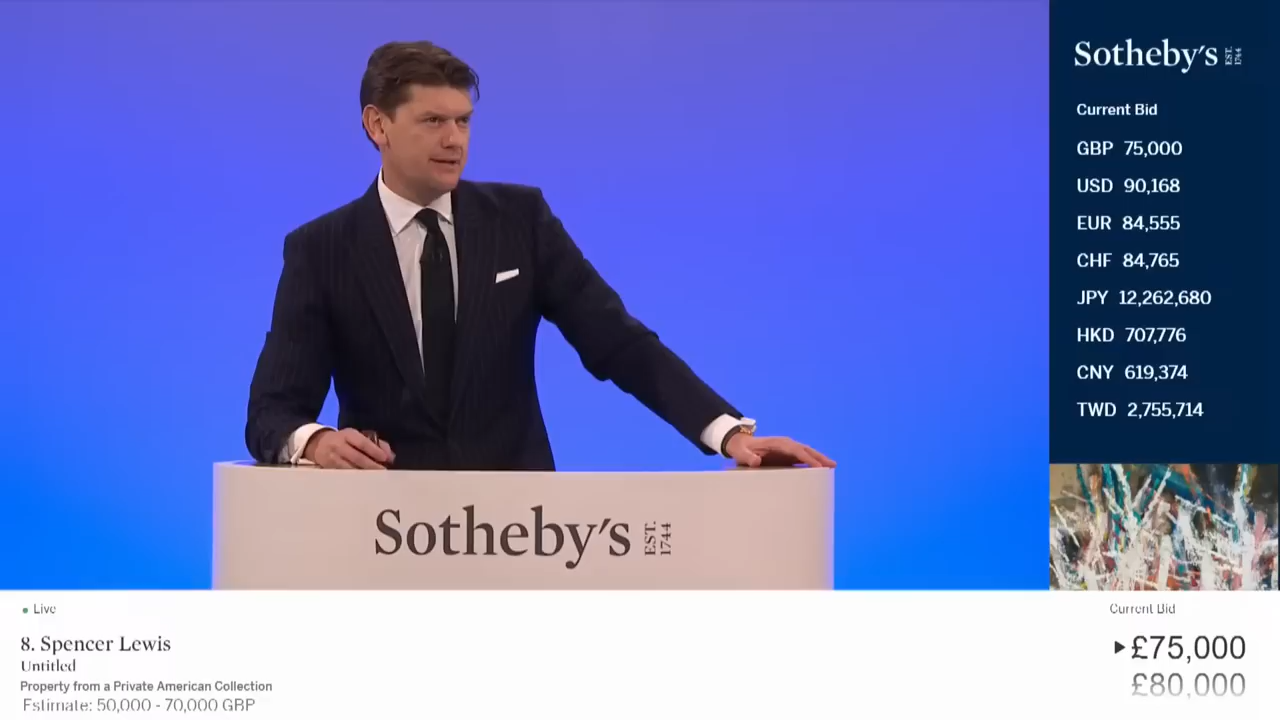 Sotheby's EST. 1744
Current Bid
GBP 75,000
USD 90,168
EUR 84,555
CHF 84,765
JPY 12,262,680
HKD 707,776
CNY 619,374
TWD 2,755,714
Sotheby's EST. 1744
Live
8. Spencer Lewis
Untitled
Property from a Private American Collection
Estimate: 50,000 - 70,000 GBP
Current Bid
£75,000
£80,000